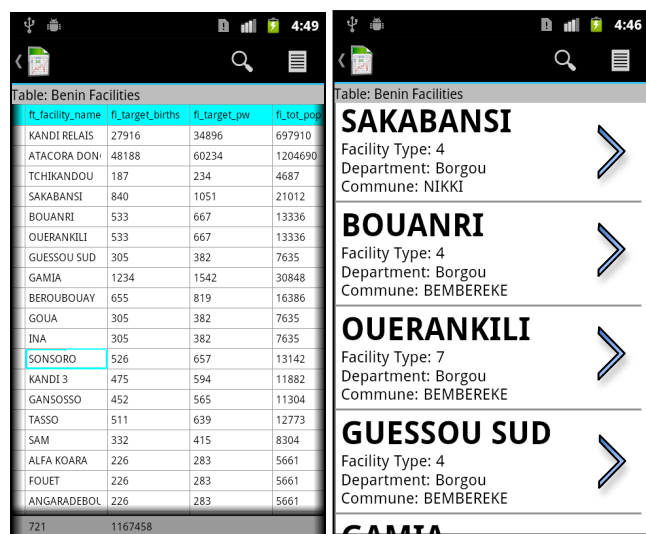 4:49
Table: Benin Facilities
ft_facility_name fi_target_births fi_target_pw fi_tot_pop
KANDI RELAIS 27916 34896 697910
ATACORA DON 48188 60234 1204690
TCHIKANDOU 187 234 4687
SAKABANSI 840 1051 21012
BOUANRI 533 667 13336
OUERANKILI 533 667 13336
GUESSOU SUD 305 382 7635
GAMIA 1234 1542 30848
BEROUBOUAY 655 819 16386
GOUA 305 382 7635
INA 305 382 7635
SONSORO 526 657 13142
KANDI 3 475 594 11882
GANSOSSO 452 565 11304
TASSO 511 639 12773
SAM 332 415 8304
ALFA KOARA 226 283 5661
FOUET 226 283 5661
ANGARADEBOU 226 283 5661
721 1167458
4:46
Table: Benin Facilities
SAKABANSI
Facility Type: 4
Department: Borgou
Commune: NIKKI
BOUANRI
Facility Type: 4
Department: Borgou
Commune: BEMBEREKE
OUERANKILI
Facility Type: 7
Department: Borgou
Commune: BEMBEREKE
GUESSOU SUD
Facility Type: 4
Department: Borgou
Commune: BEMBEREKE
GAMIA